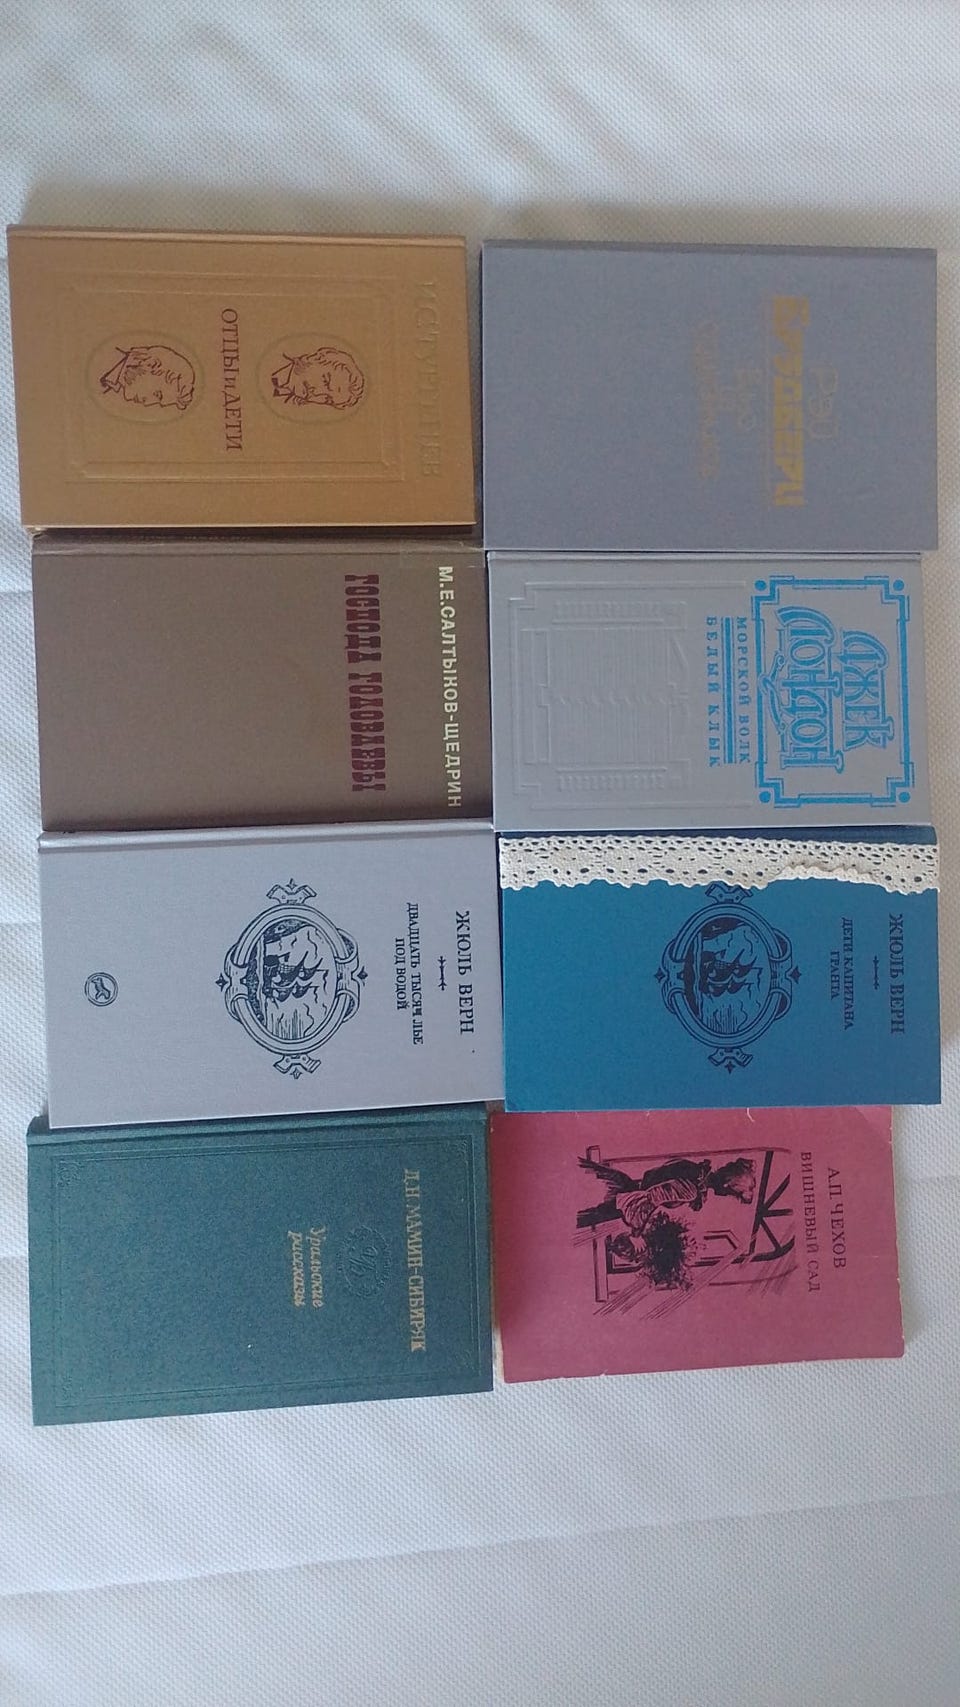 И.С. ТУРГЕНЕВ
ОТЦЫ И ДЕТИ
М.Е.САЛТЫКОВ-ЩЕДРИН
ГОСПОДА ГОЛОВЛЕВЫ
ЖЮЛЬ ВЕРН
ДВАДЦАТЬ ТЫСЯЧ ЛЬЕ
ПОД ВОДОЙ
Д.Н МАМИН-СИБИРЯК
Уральские
рассказы
РЭЙ
БРЭДБЕРИ
ДЖЕК
ЛОНДОН
МОРСКОЙ ВОЛК
БЕЛЫЙ КЛЫК
ЖЮЛЬ ВЕРН
ДЕТИ КАПИТАНА
ГРАНТА
А.П. ЧЕХОВ
ВИШНЕВЫЙ САД